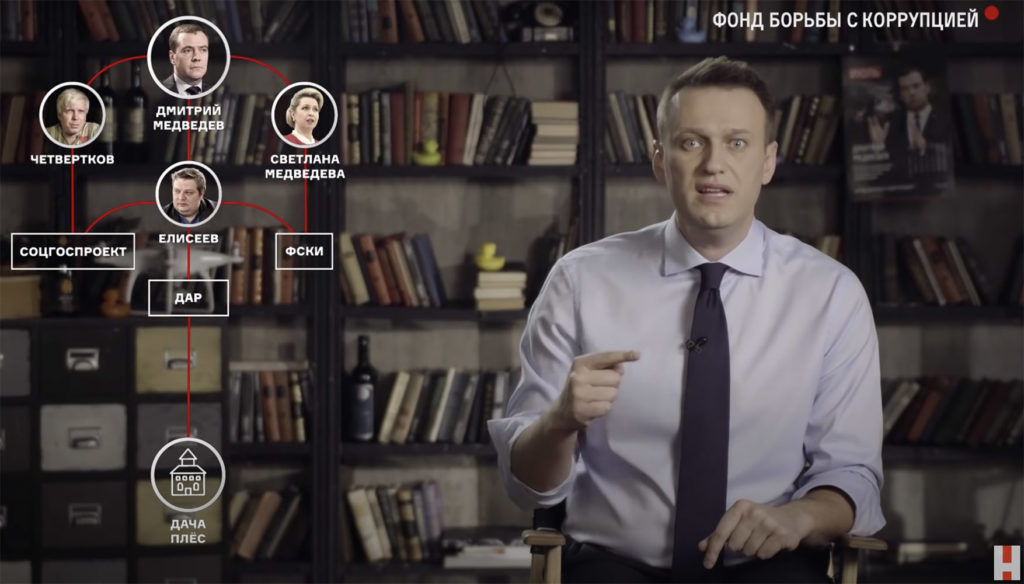 ФОНД БОРЬБЫ С КОРРУПЦИЕЙ
ДМИТРИЙ
МЕДВЕДЕВ
ЧЕТВЕРТКОВ
СВЕТЛАНА
МЕДВЕДЕВА
ЕЛИСЕЕВ
СОЦГОСПРОЕКТ
ФСКИ
ДАР
ДАЧА
ПЛЁС
Н